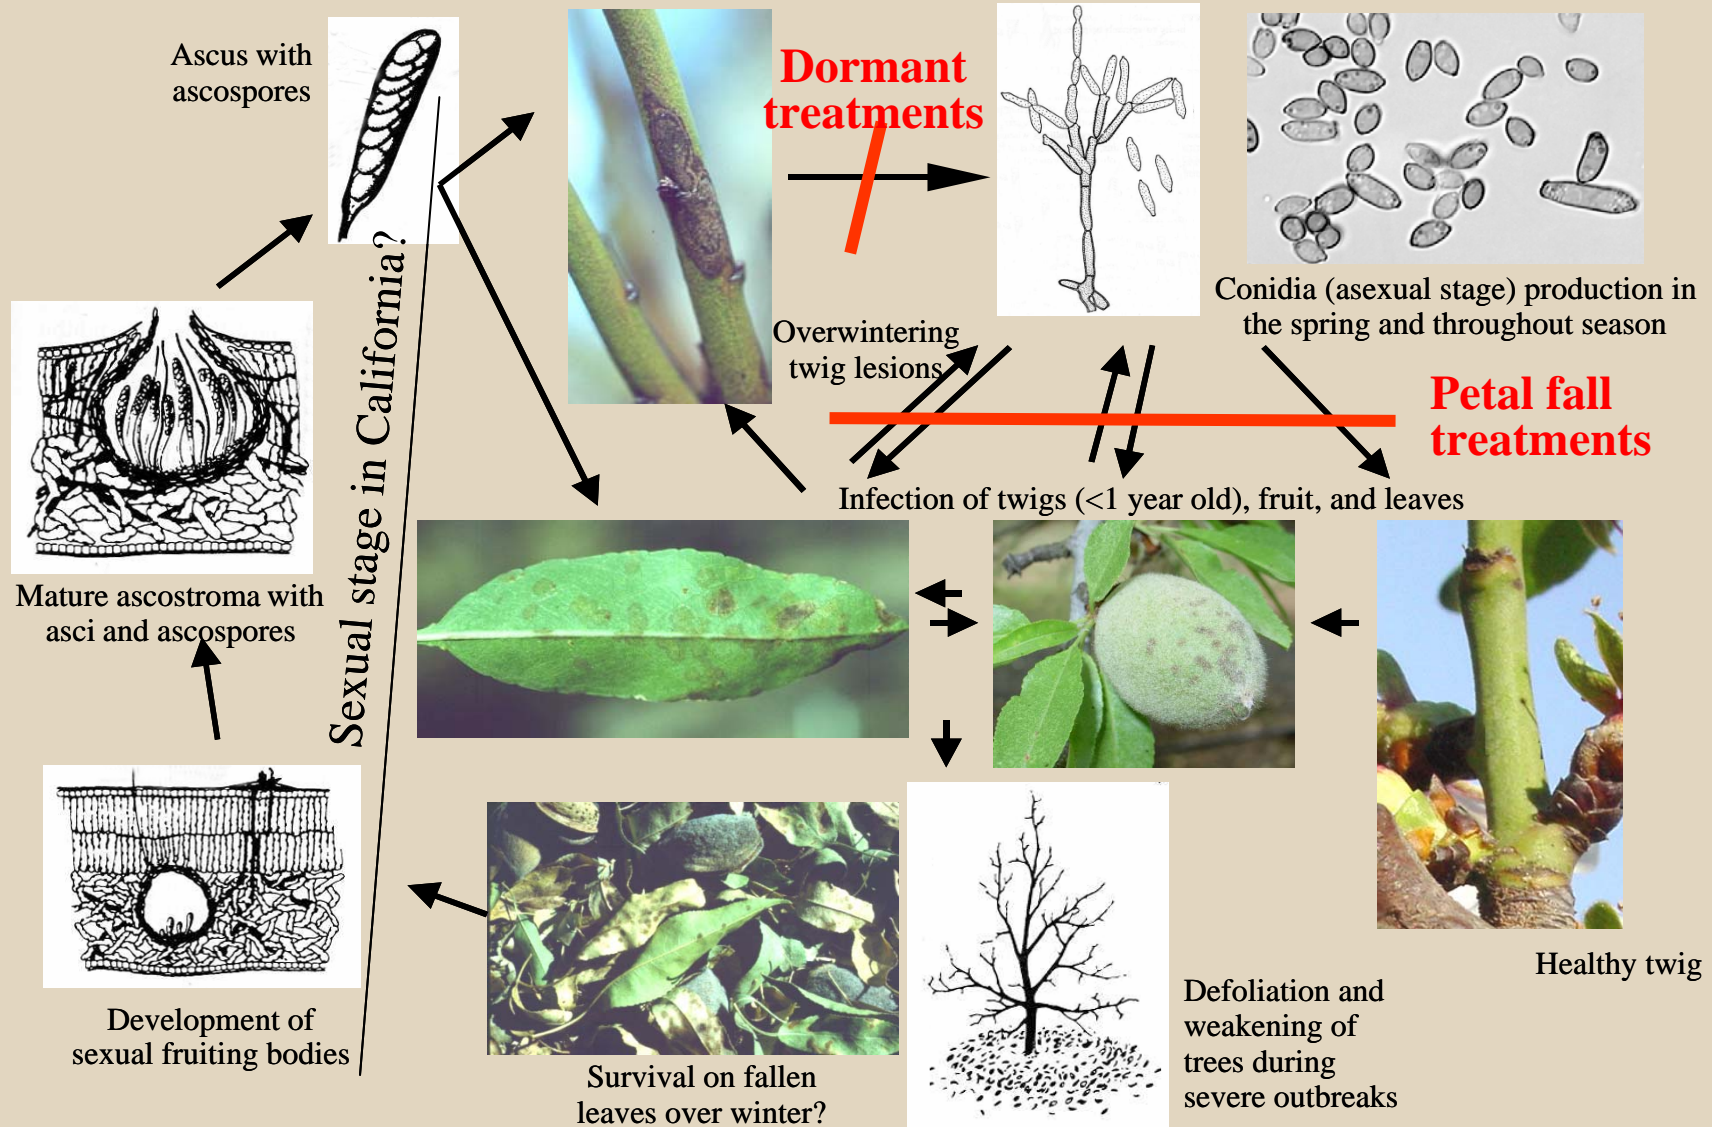 Ascus with
ascospores
Dormant
treatments
Conidia (asexual stage) production in
the spring and throughout season
Overwintering
twig lesions
Petal fall
treatments
Infection of twigs (<1 year old), fruit, and leaves
Sexual stage in California?
Mature ascostroma with
asci and ascospores
Healthy twig
Development of
sexual fruiting bodies
Survival on fallen
leaves over winter?
Defoliation and
weakening of
trees during
severe outbreaks